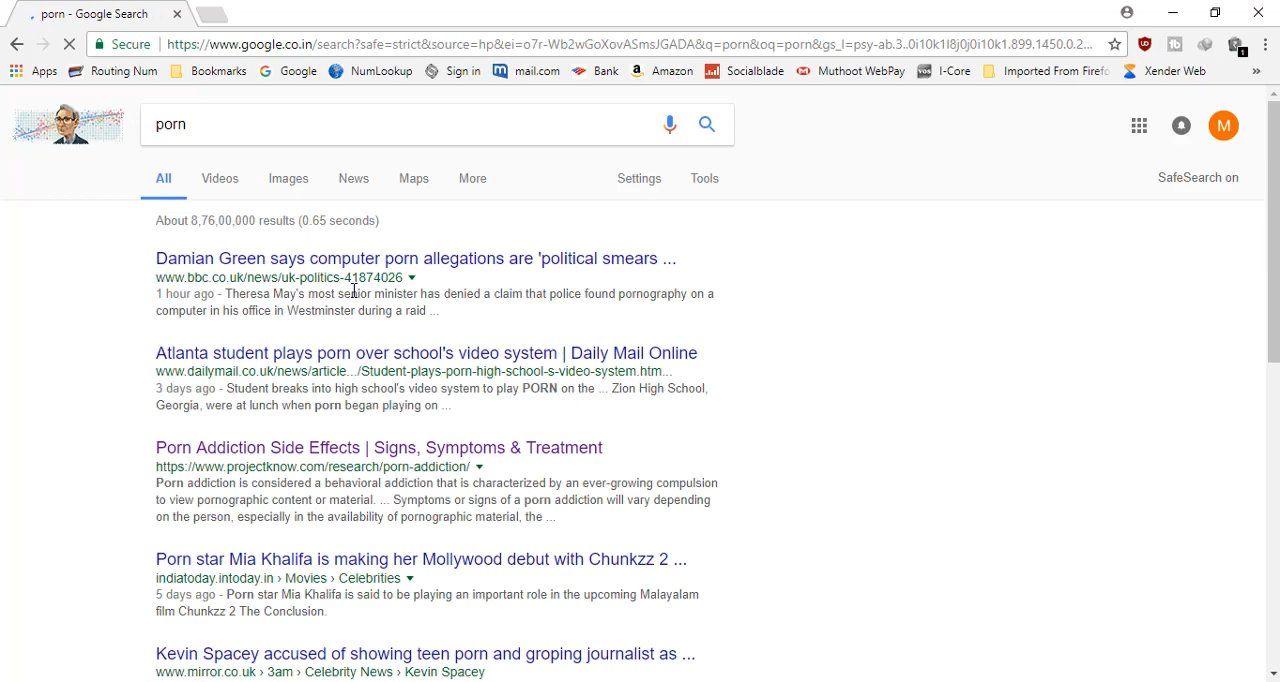 porn - Google Search
Secure https://www.google.co.in/search?safe=strict&source=hp&ei=o7r-Wb2wGoXovASmsJGADA&q=porn&oq=porn&gs_l=psy-ab.3..0i10k1l8j0j0i10k1.899.1450.0.2...
Apps Routing Num Bookmarks Google NumLookup Sign in mail.com Bank Amazon Socialblade Muthoot WebPay I-Core Imported From Firefo Xender Web »
porn
M
All Videos Images News Maps More Settings Tools SafeSearch on
About 8,76,00,000 results (0.65 seconds)
Damian Green says computer porn allegations are 'political smears ...
www.bbc.co.uk/news/uk-politics-41874026
1 hour ago - Theresa May's most senior minister has denied a claim that police found pornography on a
computer in his office in Westminster during a raid ...
Atlanta student plays porn over school's video system | Daily Mail Online
www.dailymail.co.uk/news/article.../Student-plays-porn-high-school-s-video-system.htm...
3 days ago - Student breaks into high school's video system to play PORN on the ... Zion High School,
Georgia, were at lunch when porn began playing on ...
Porn Addiction Side Effects | Signs, Symptoms & Treatment
https://www.projectknow.com/research/porn-addiction/
Porn addiction is considered a behavioral addiction that is characterized by an ever-growing compulsion
to view pornographic content or material. ... Symptoms or signs of a porn addiction will vary depending
on the person, especially in the availability of pornographic material, the ...
Porn star Mia Khalifa is making her Mollywood debut with Chunkzz 2 ...
indiatoday.intoday.in › Movies › Celebrities
5 days ago - Porn star Mia Khalifa is said to be playing an important role in the upcoming Malayalam
film Chunkzz 2 The Conclusion.
Kevin Spacey accused of showing teen porn and groping journalist as ...
www.mirror.co.uk › 3am › Celebrity News › Kevin Spacey